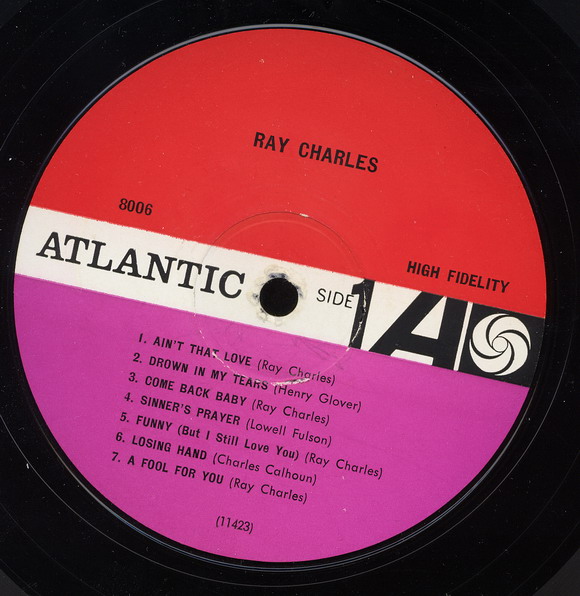 RAY CHARLES
8006
HIGH FIDELITY
ATLANTIC
SIDE 1
A
1. AIN'T THAT LOVE (Ray Charles)
2. DROWN IN MY TEARS (Henry Glover)
3. COME BACK BABY (Ray Charles)
4. SINNER'S PRAYER (Lowell Fulson)
5. FUNNY (But I Still Love You) (Ray Charles)
6. LOSING HAND (Charles Calhoun)
7. A FOOL FOR YOU (Ray Charles)
(11423)